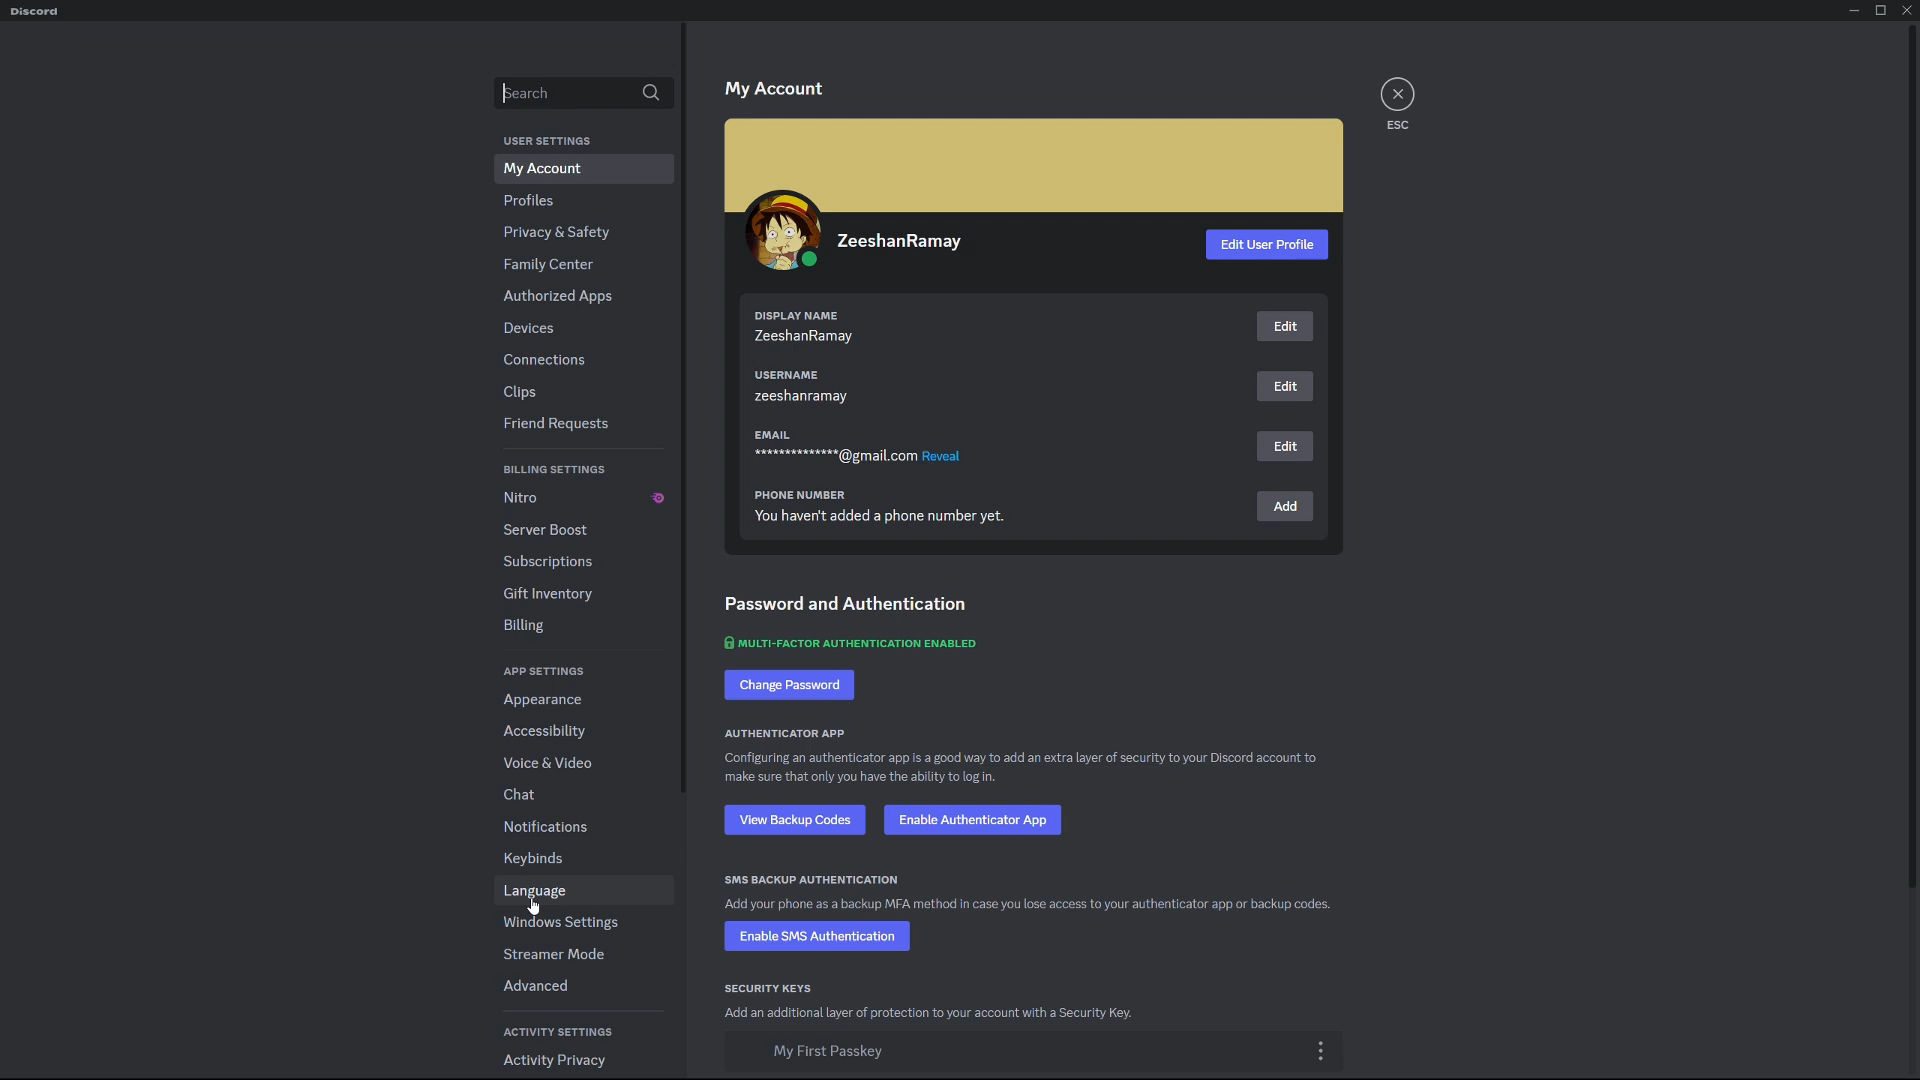 Discord
Search
USER SETTINGS
My Account
Profiles
Privacy & Safety
Family Center
Authorized Apps
Devices
Connections
Clips
Friend Requests
BILLING SETTINGS
Nitro
Server Boost
Subscriptions
Gift Inventory
Billing
APP SETTINGS
Appearance
Accessibility
Voice & Video
Chat
Notifications
Keybinds
Language
Windows Settings
Streamer Mode
Advanced
ACTIVITY SETTINGS
Activity Privacy
My Account
ESC
ZeeshanRamay
Edit User Profile
DISPLAY NAME
ZeeshanRamay
Edit
USERNAME
zeeshanramay
Edit
EMAIL
**************@gmail.com Reveal
Edit
PHONE NUMBER
You haven't added a phone number yet.
Add
Password and Authentication
MULTI-FACTOR AUTHENTICATION ENABLED
Change Password
AUTHENTICATOR APP
Configuring an authenticator app is a good way to add an extra layer of security to your Discord account to
make sure that only you have the ability to log in.
View Backup Codes
Enable Authenticator App
SMS BACKUP AUTHENTICATION
Add your phone as a backup MFA method in case you lose access to your authenticator app or backup codes.
Enable SMS Authentication
SECURITY KEYS
Add an additional layer of protection to your account with a Security Key.
My First Passkey